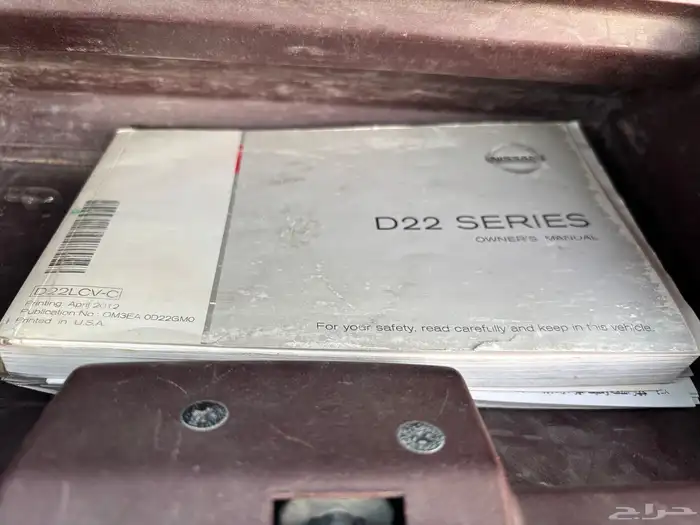 NISSAN
D22 SERIES
OWNER'S MANUAL
D22LCV-C
Printing: April 2012
Publication No.: OM3EA 0D22GM0
Printed in U.S.A.
For your safety, read carefully and keep in this vehicle.
حراج